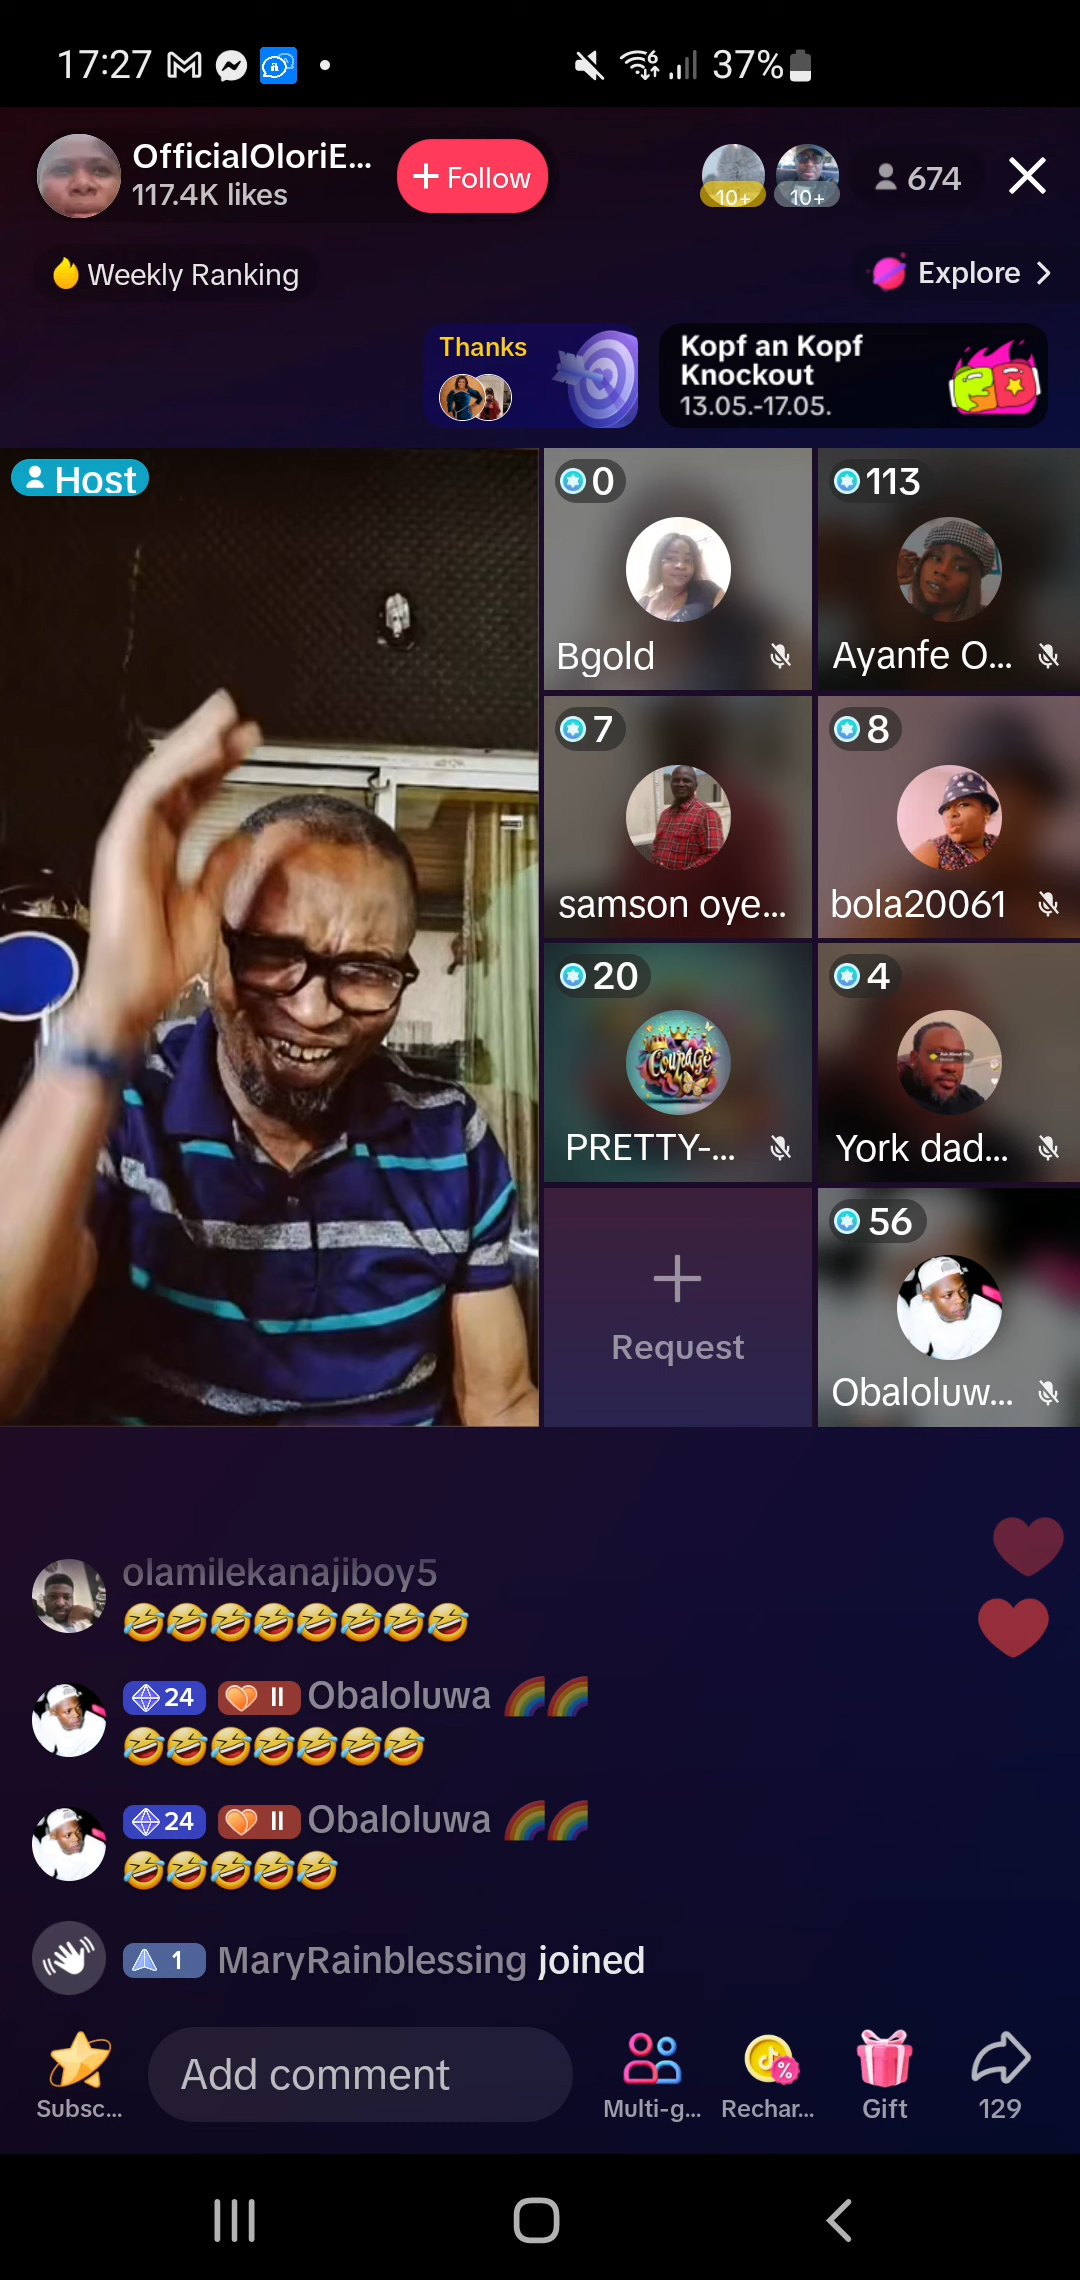 17:27
37%
OfficialOloriE...
117.4K likes
+ Follow
10+
10+
674
Weekly Ranking
Explore
Thanks
Kopf an Kopf
Knockout
13.05.-17.05.
Host
0
Bgold
113
Ayanfe O...
7
samson oye...
8
bola20061
20
Courage
PRETTY-...
4
York dad...
Request
56
Obaloluw...
olamilekanajiboy5
🤣🤣🤣🤣🤣🤣🤣🤣
24 II Obaloluwa 🌈🌈
🤣🤣🤣🤣🤣🤣🤣
24 II Obaloluwa 🌈🌈
🤣🤣🤣🤣🤣
1 MaryRainblessing joined
Add comment
Subsc...
Multi-g...
Rechar...
Gift
129